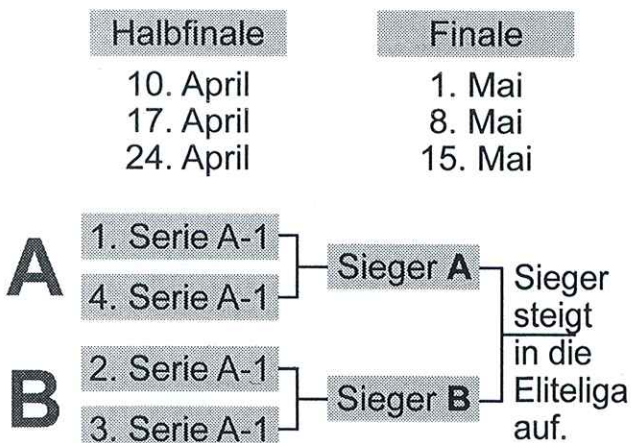 Halbfinale
10. April
17. April
24. April
Finale
1. Mai
8. Mai
15. Mai
A
1. Serie A-1
4. Serie A-1
Sieger A
B
2. Serie A-1
3. Serie A-1
Sieger B
Sieger
steigt
in die
Eliteliga
auf.